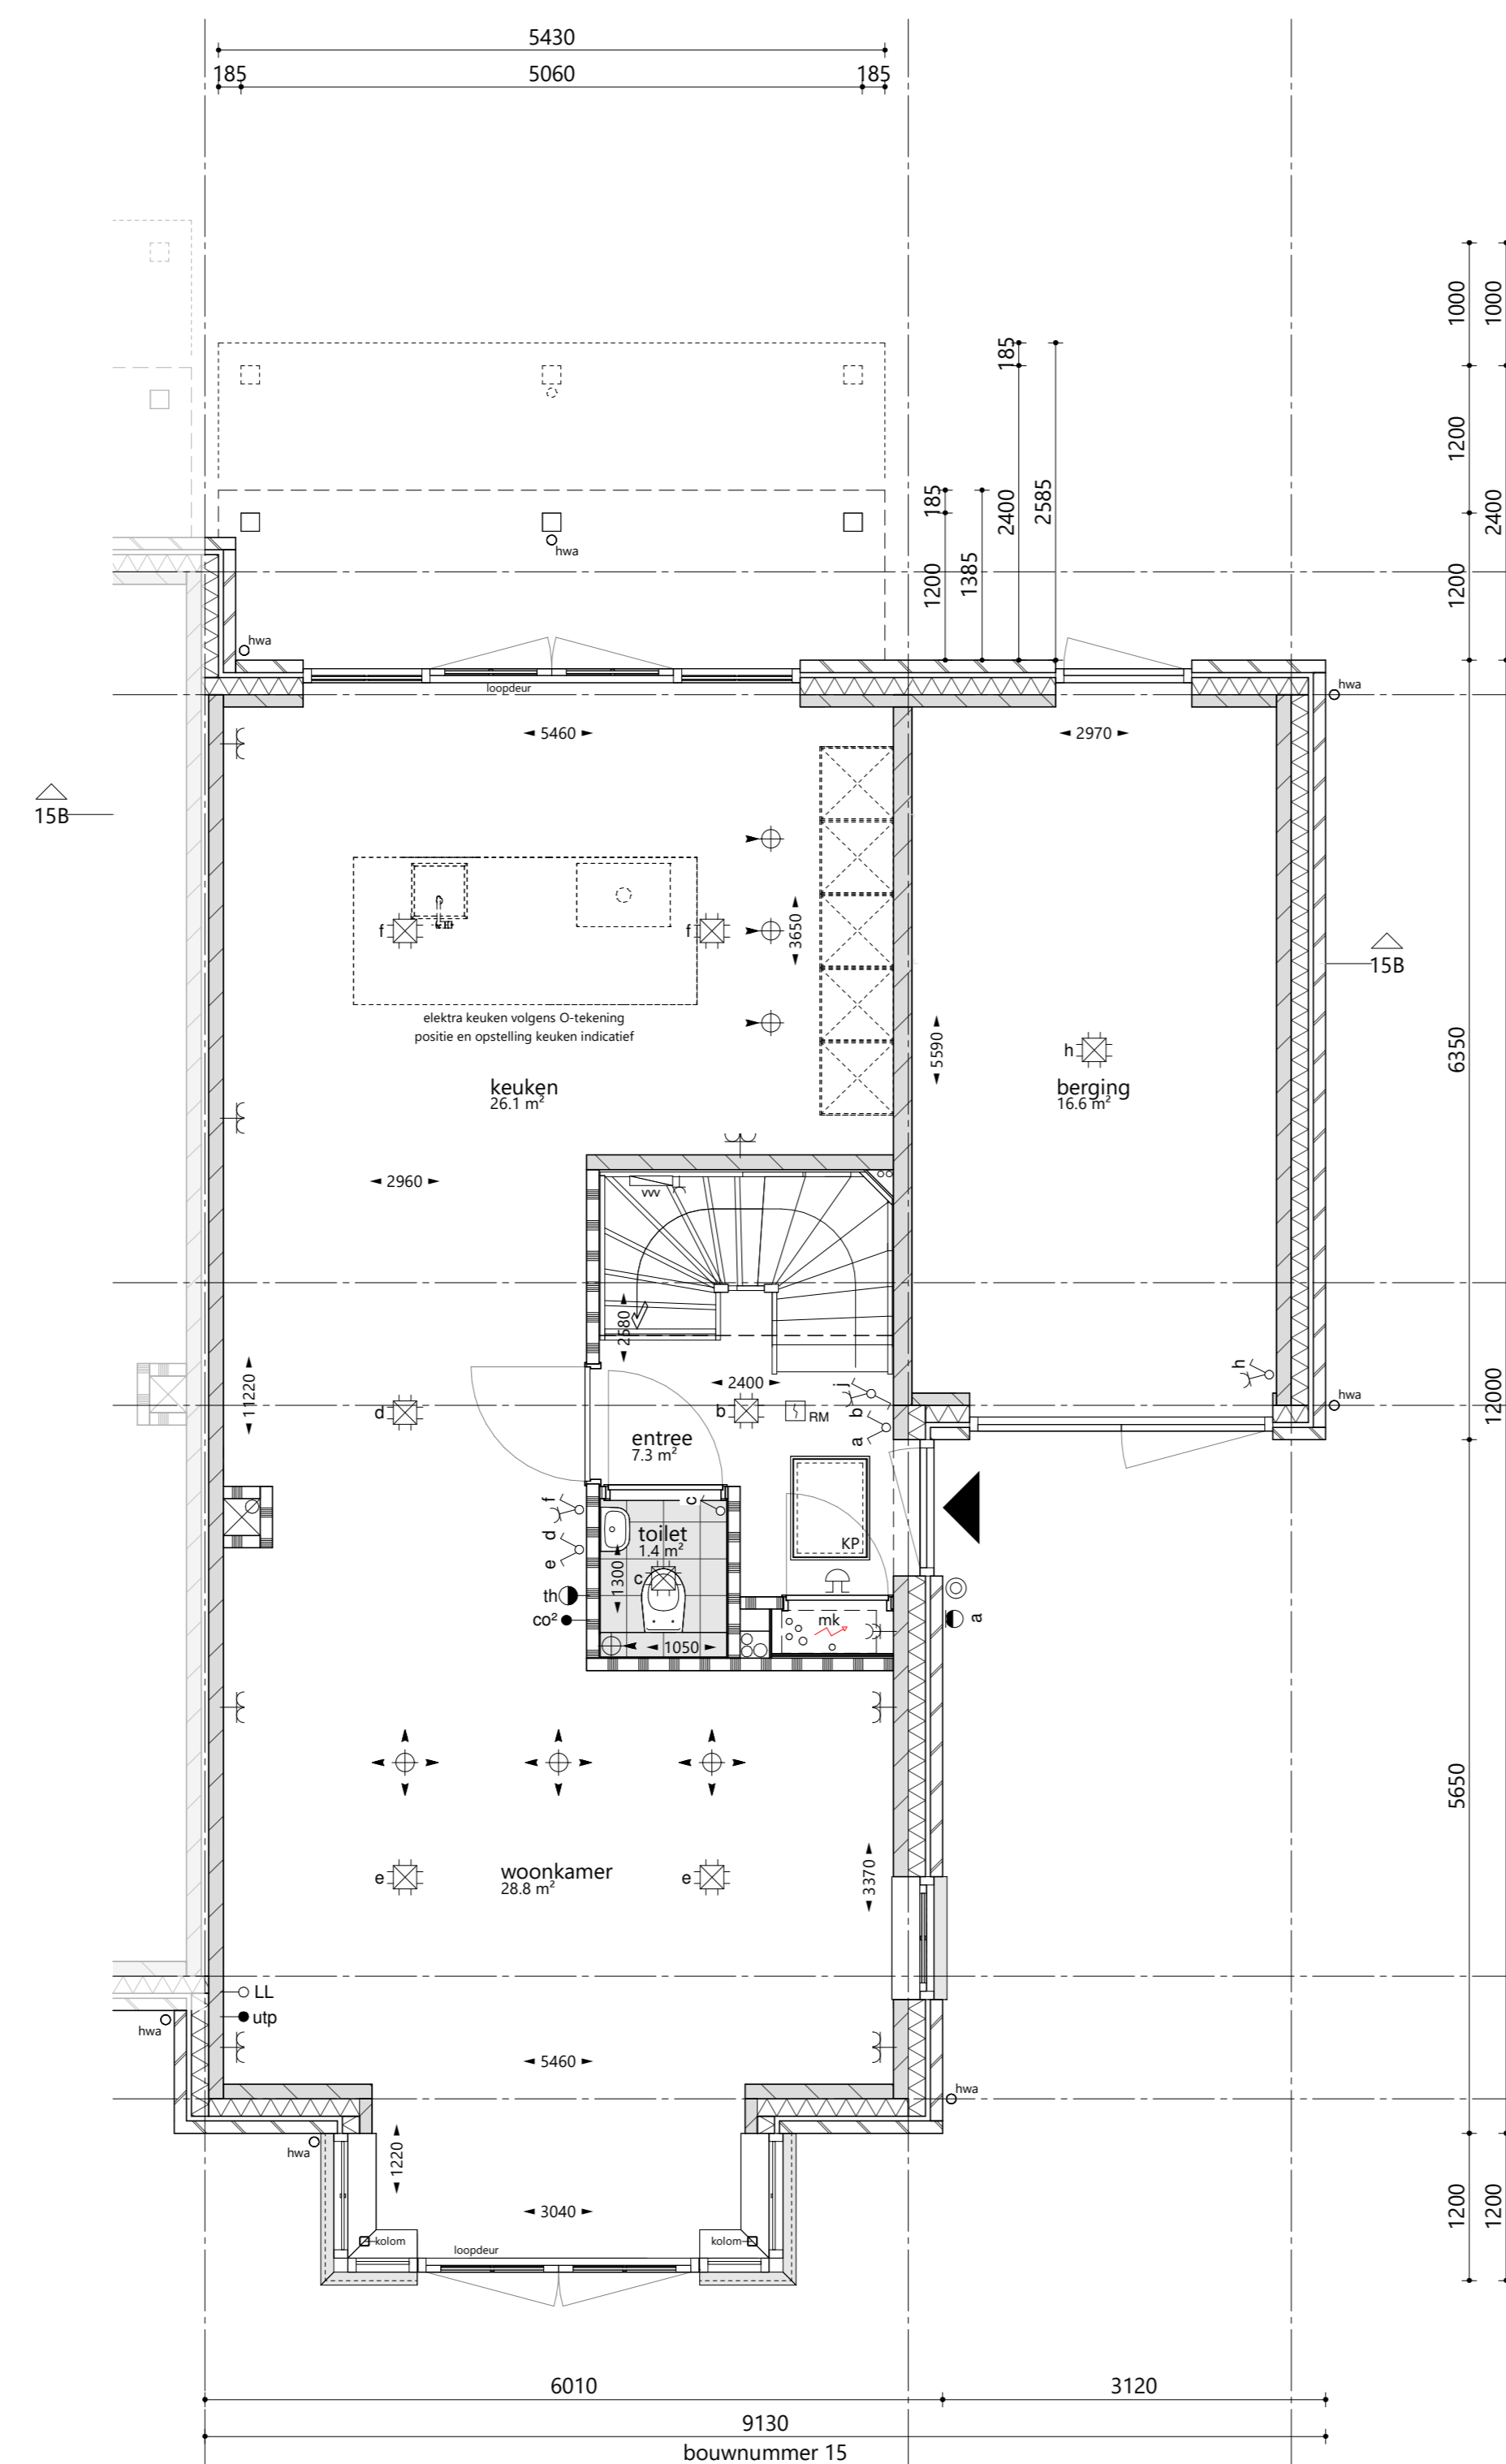 5430
185 5060 185
1000 1000
185
1200
2400 2585
185
2400
1200 1385
1200
hwa
hwa
loopdeur
hwa
5460
2970
15B
f
f
3650
15B
elektra keuken volgens O-tekening
positie en opstelling keuken indicatief
5590
h
6350
keuken
26.1 m²
berging
16.6 m²
2960
vvv
2580
11220
2400
j
h
12000
hwa
d
b
RM
b
a
entree
7.3 m²
f
c
d
toilet
1.4 m²
KP
e
c
1300
th
co²
mk
a
1050
5650
e
e
woonkamer
28.8 m²
3370
LL
utp
hwa
5460
hwa
hwa
1220
3040
1200 1200
kolom
kolom
loopdeur
6010 3120
9130
bouwnummer 15